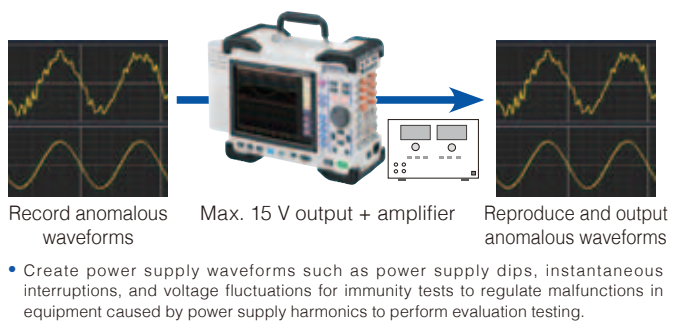 Record anomalous
waveforms
Max. 15 V output + amplifier
Reproduce and output
anomalous waveforms
• Create power supply waveforms such as power supply dips, instantaneous
interruptions, and voltage fluctuations for immunity tests to regulate malfunctions in
equipment caused by power supply harmonics to perform evaluation testing.